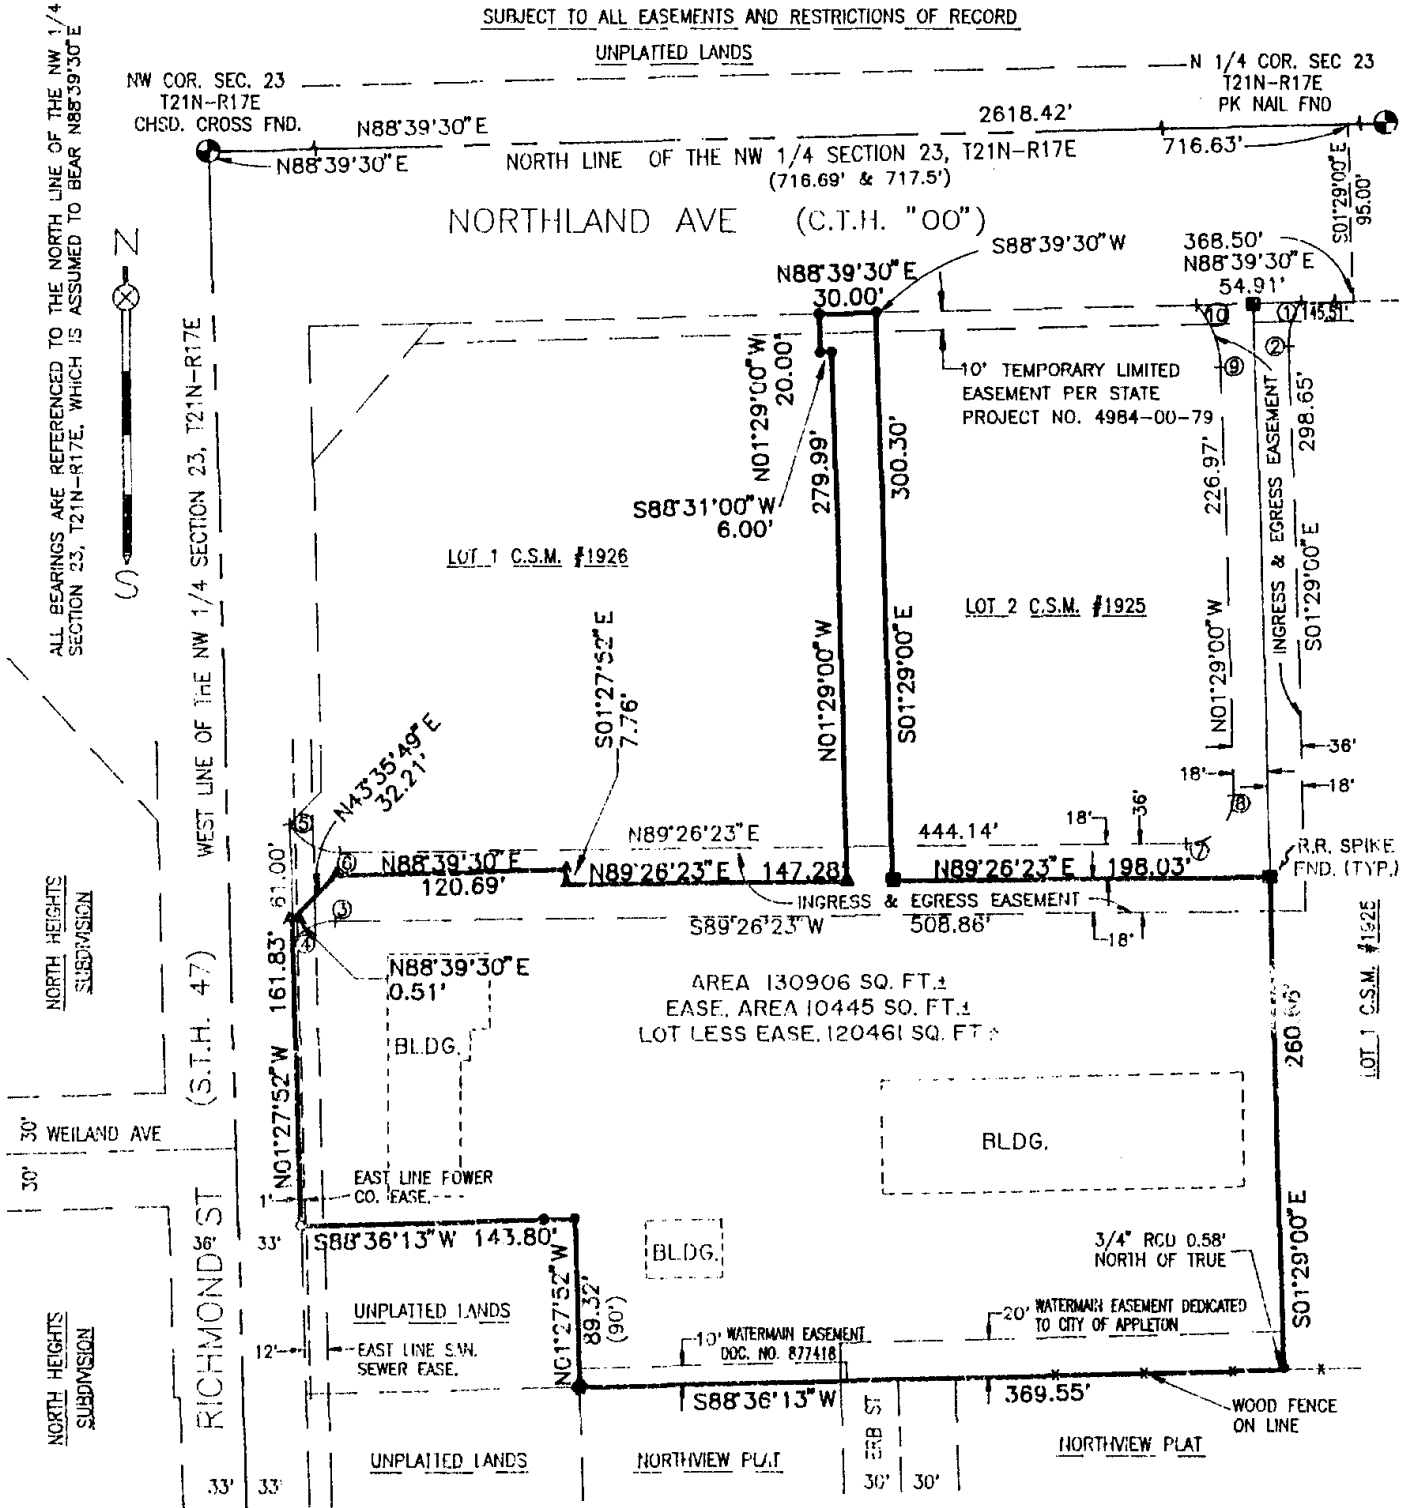 SUBJECT TO ALL EASEMENTS AND RESTRICTIONS OF RECORD
UNPLATTED LANDS
ALL BEARINGS ARE REFERENCED TO THE NORTH LINE OF THE NW 1/4
SECTION 23, T21N-R17E, WHICH IS ASSUMED TO BEAR N88°39'30"E
NW COR. SEC. 23
T21N-R17E
CHSD. CROSS FND.
N 1/4 COR. SEC 23
T21N-R17E
PK NAIL FND
N88°39'30"E
2618.42'
N88°39'30"E
NORTH LINE OF THE NW 1/4 SECTION 23, T21N-R17E
716.63'
(716.69' & 717.5')
S01°29'00"E
95.00'
NORTHLAND AVE (C.T.H. "OO")
S88°39'30"W
368.50'
N88°39'30"E
54.91'
N88°39'30"E
30.00'
10
1
145.51'
2
9
N
S
N01°29'00"W
20.00'
10' TEMPORARY LIMITED
EASEMENT PER STATE
PROJECT NO. 4984-00-79
279.99'
300.30'
226.97'
298.65'
INGRESS & EGRESS EASEMENT
S01°29'00"E
S88°31'00"W
6.00'
WEST LINE OF THE NW 1/4 SECTION 23, T21N-R17E
LOT 1 C.S.M. #1926
LOT 2 C.S.M. #1925
S01°27'52"E
7.76'
N01°29'00"W
S01°29'00"E
N01°29'00"W
36'
18'
18'
8
N43°35'49"E
32.21'
5
N89°26'23"E
444.14'
18'
36'
7
R.R. SPIKE
FND. (TYP.)
61.00'
6
N88°39'30"E
120.69'
N89°26'23"E 147.28'
N89°26'23"E 198.03'
3
INGRESS & EGRESS EASEMENT
S89°26'23"W 508.86'
18'
4
N88°39'30"E
0.51'
161.83'
N01°27'52"W
NORTH HEIGHTS
SUBDIVISION
(S.T.H. 47)
AREA 130906 SQ. FT.±
EASE. AREA 10445 SQ. FT.±
LOT LESS EASE. 120461 SQ. FT±
BLDG.
LOT 1 C.S.M. #1925
S01°29'00"E
BLDG.
30' WEILAND AVE
30'
EAST LINE POWER
CO. EASE.
1'
S88°36'13"W 143.80'
36'
33'
BLDG.
3/4" ROD 0.58'
NORTH OF TRUE
N01°27'52"W
89.32'
(90')
UNPLATTED LANDS
RICHMOND ST
12'
EAST LINE SAN.
SEWER EASE.
10' WATERMAIN EASEMENT
DOC. NO. 877418
20' WATERMAIN EASEMENT DEDICATED
TO CITY OF APPLETON
S88°36'13"W
369.55'
WOOD FENCE
ON LINE
NORTH HEIGHTS
SUBDIVISION
ERB ST
UNPLATTED LANDS
NORTHVIEW PLAT
NORTHVIEW PLAT
33'
33'
30'
30'